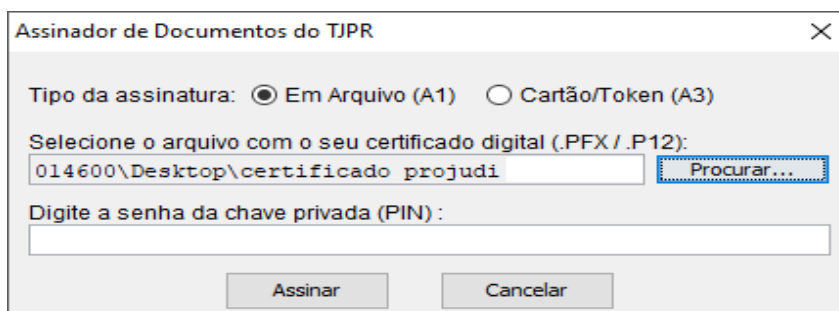 Assinador de Documentos do TJPR
Tipo da assinatura: Em Arquivo (A1) Cartão/Token (A3)
Selecione o arquivo com o seu certificado digital (.PFX / .P12):
014600\Desktop\certificado projudi Procurar...
Digite a senha da chave privada (PIN) :
Assinar Cancelar